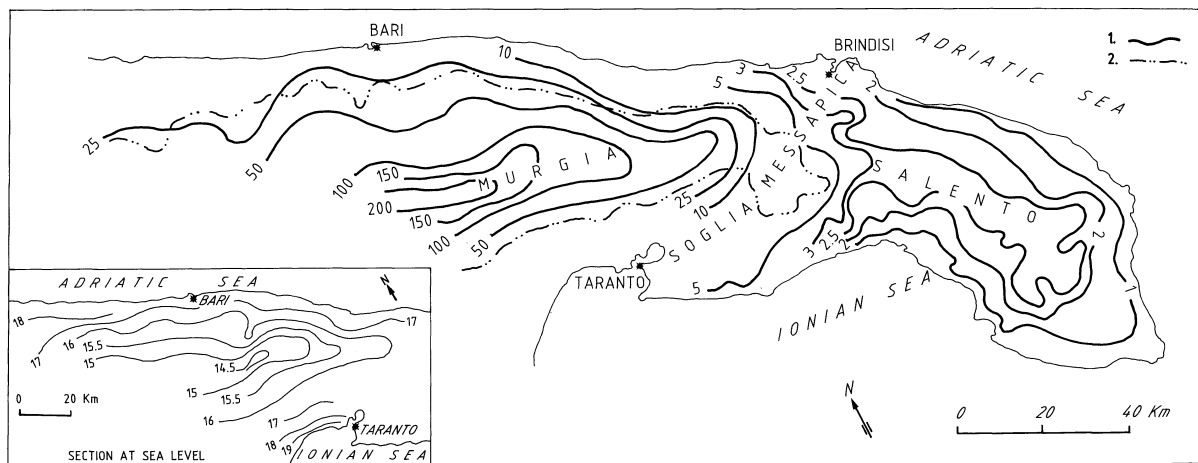 BARI
10
BRINDISI
ADRIATIC SEA
1.
2.
3
2.5
2
5
25
50
100
150
200
150
100
50
MURGIA
25
10
SOGLIA MESSAPICA
SALENTO
2
1
3
2.5
2
5
TARANTO
IONIAN SEA
N
0 20 40 Km
ADRIATIC SEA
N
BARI
18
17
16
15.5
15
17
14.5
15
15.5
16
17
18
19
0 20 Km
TARANTO
IONIAN SEA
SECTION AT SEA LEVEL